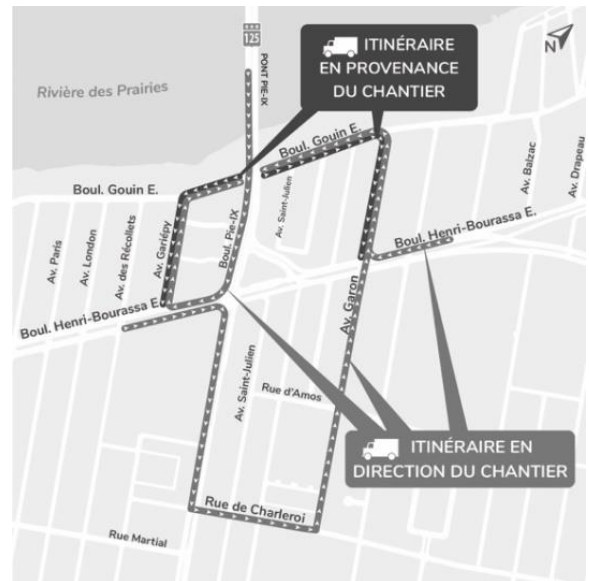 125
PONT PIE-IX
ITINÉRAIRE
EN PROVENANCE
DU CHANTIER
N
Rivière des Prairies
Boul. Gouin E.
Boul. Gouin E.
Av. Balzac
Av. Drapeau
Av. Paris
Av. London
Av. des Récollets
Av. Gariépy
Boul. Pie-IX
Av. Saint-Julien
Boul. Henri-Bourassa E.
Boul. Henri-Bourassa E.
Av. Garon
Av. Saint-Julien
Rue d'Amos
ITINÉRAIRE EN
DIRECTION DU CHANTIER
Rue de Charleroi
Rue Martial